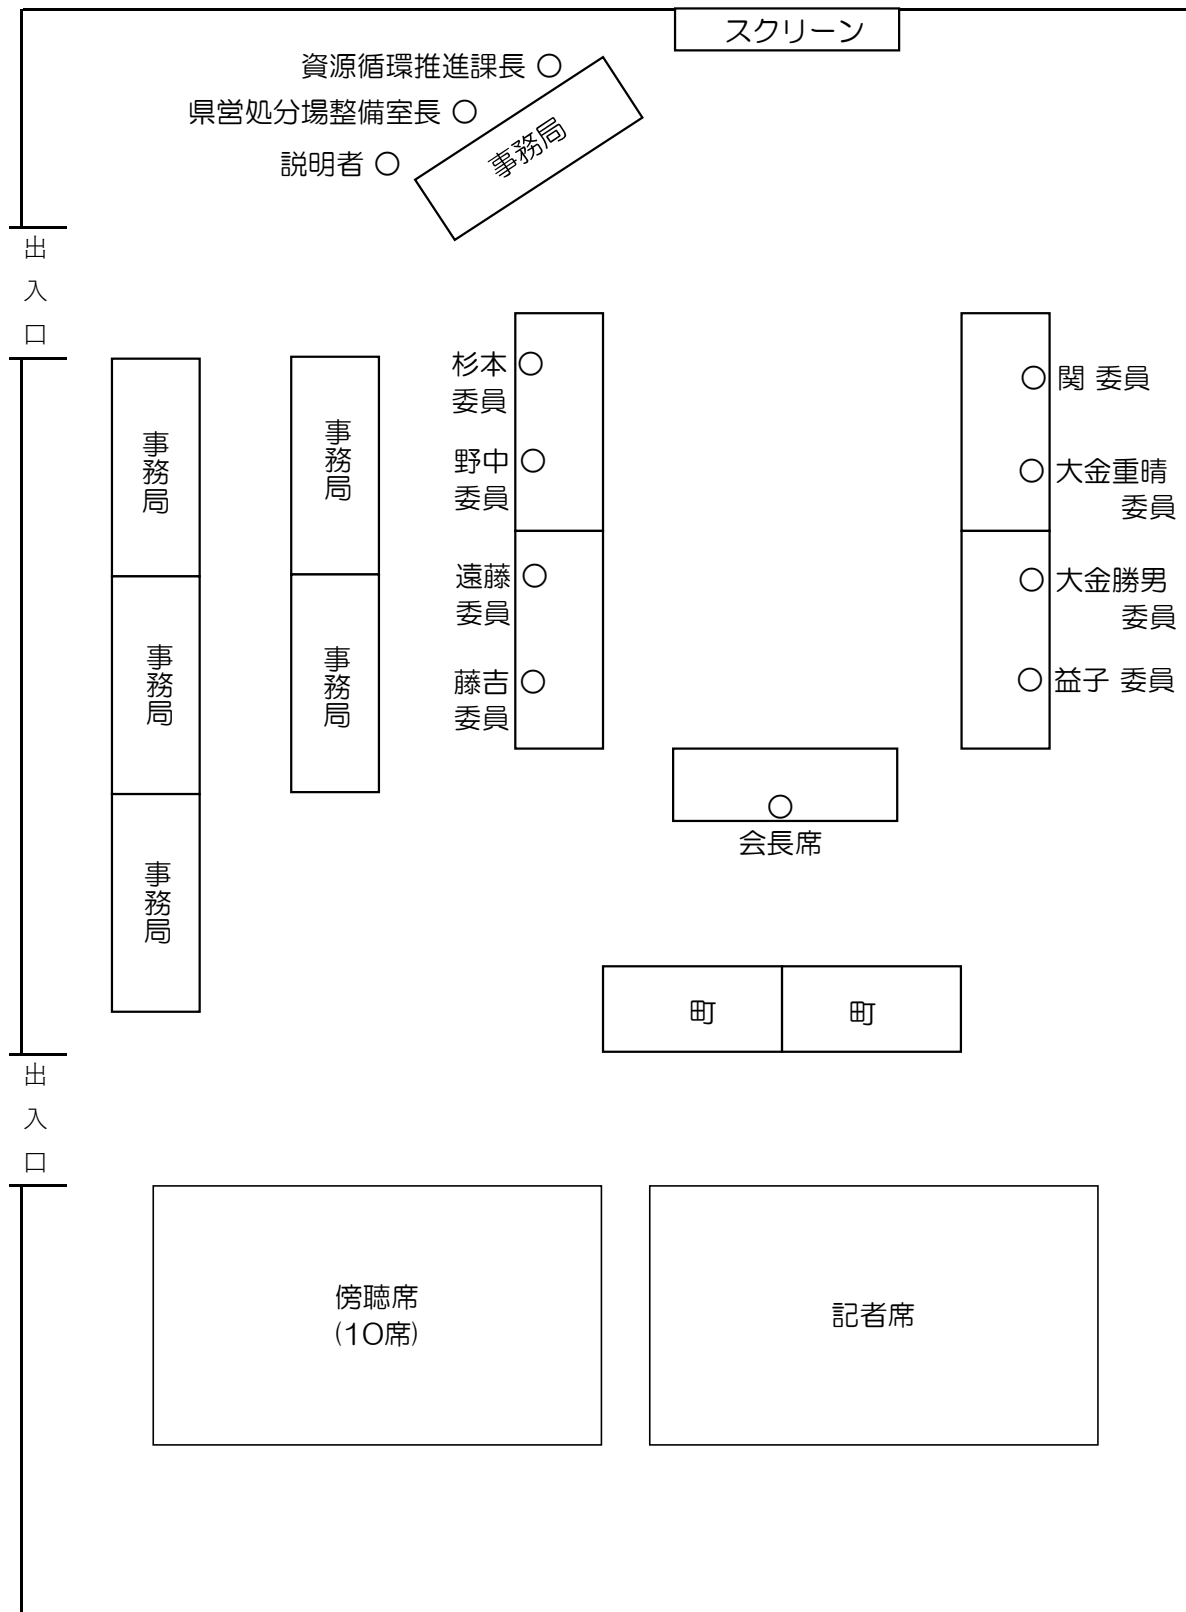 スクリーン
資源循環推進課長
県営処分場整備室長
説明者
事務局
出入口
杉本
委員
野中
委員
遠藤
委員
藤吉
委員
関 委員
大金重晴
委員
大金勝男
委員
益子 委員
事務局
事務局
事務局
事務局
事務局
会長席
町
町
出入口
傍聴席
(10席)
記者席